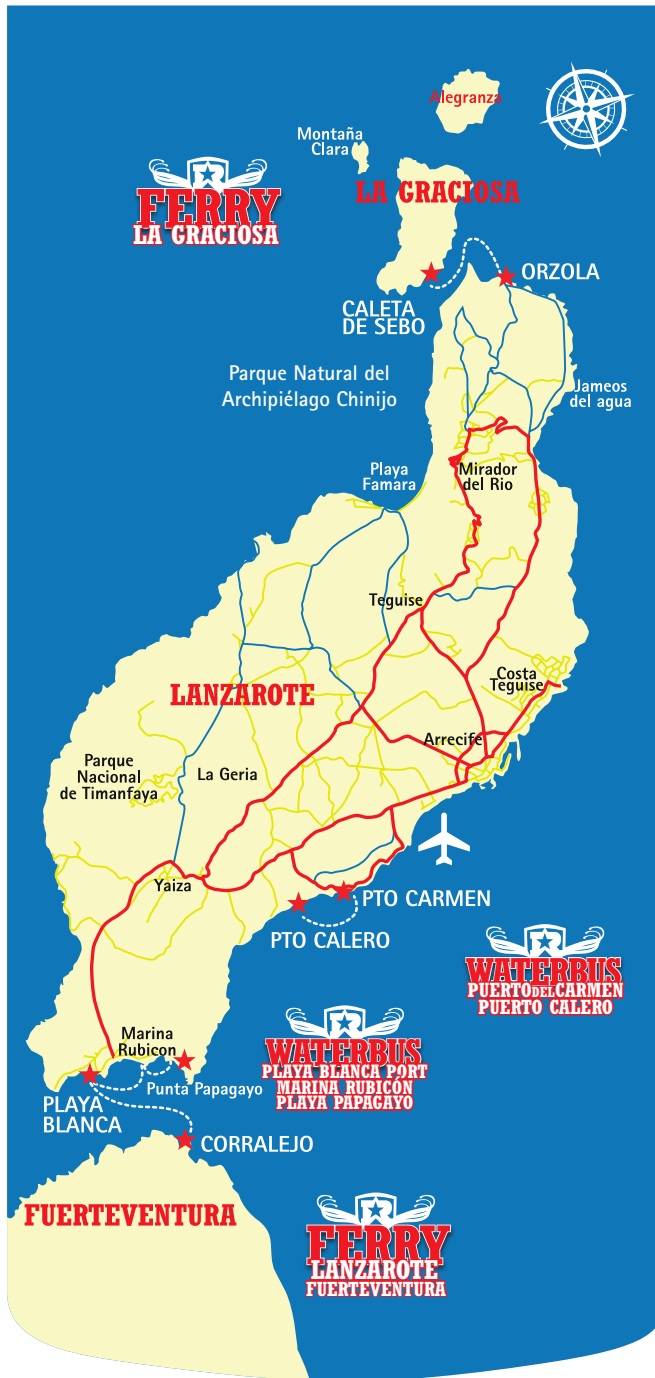 Alegranza
Montaña
Clara
LA GRACIOSA
FERRY
LA GRACIOSA
ORZOLA
CALETA
DE SEBO
Parque Natural del
Archipiélago Chinijo
Jameos
del agua
Playa
Famara
Mirador
del Rio
Teguise
Costa
Teguise
LANZAROTE
Arrecife
Parque
Nacional
de Timanfaya
La Geria
Yaiza
PTO CARMEN
PTO CALERO
WATERBUS
PUERTO DEL CARMEN
PUERTO CALERO
Marina
Rubicon
WATERBUS
PLAYA BLANCA PORT
MARINA RUBICÓN
PLAYA PAPAGAYO
Punta Papagayo
PLAYA
BLANCA
CORRALEJO
FUERTEVENTURA
FERRY
LANZAROTE
FUERTEVENTURA